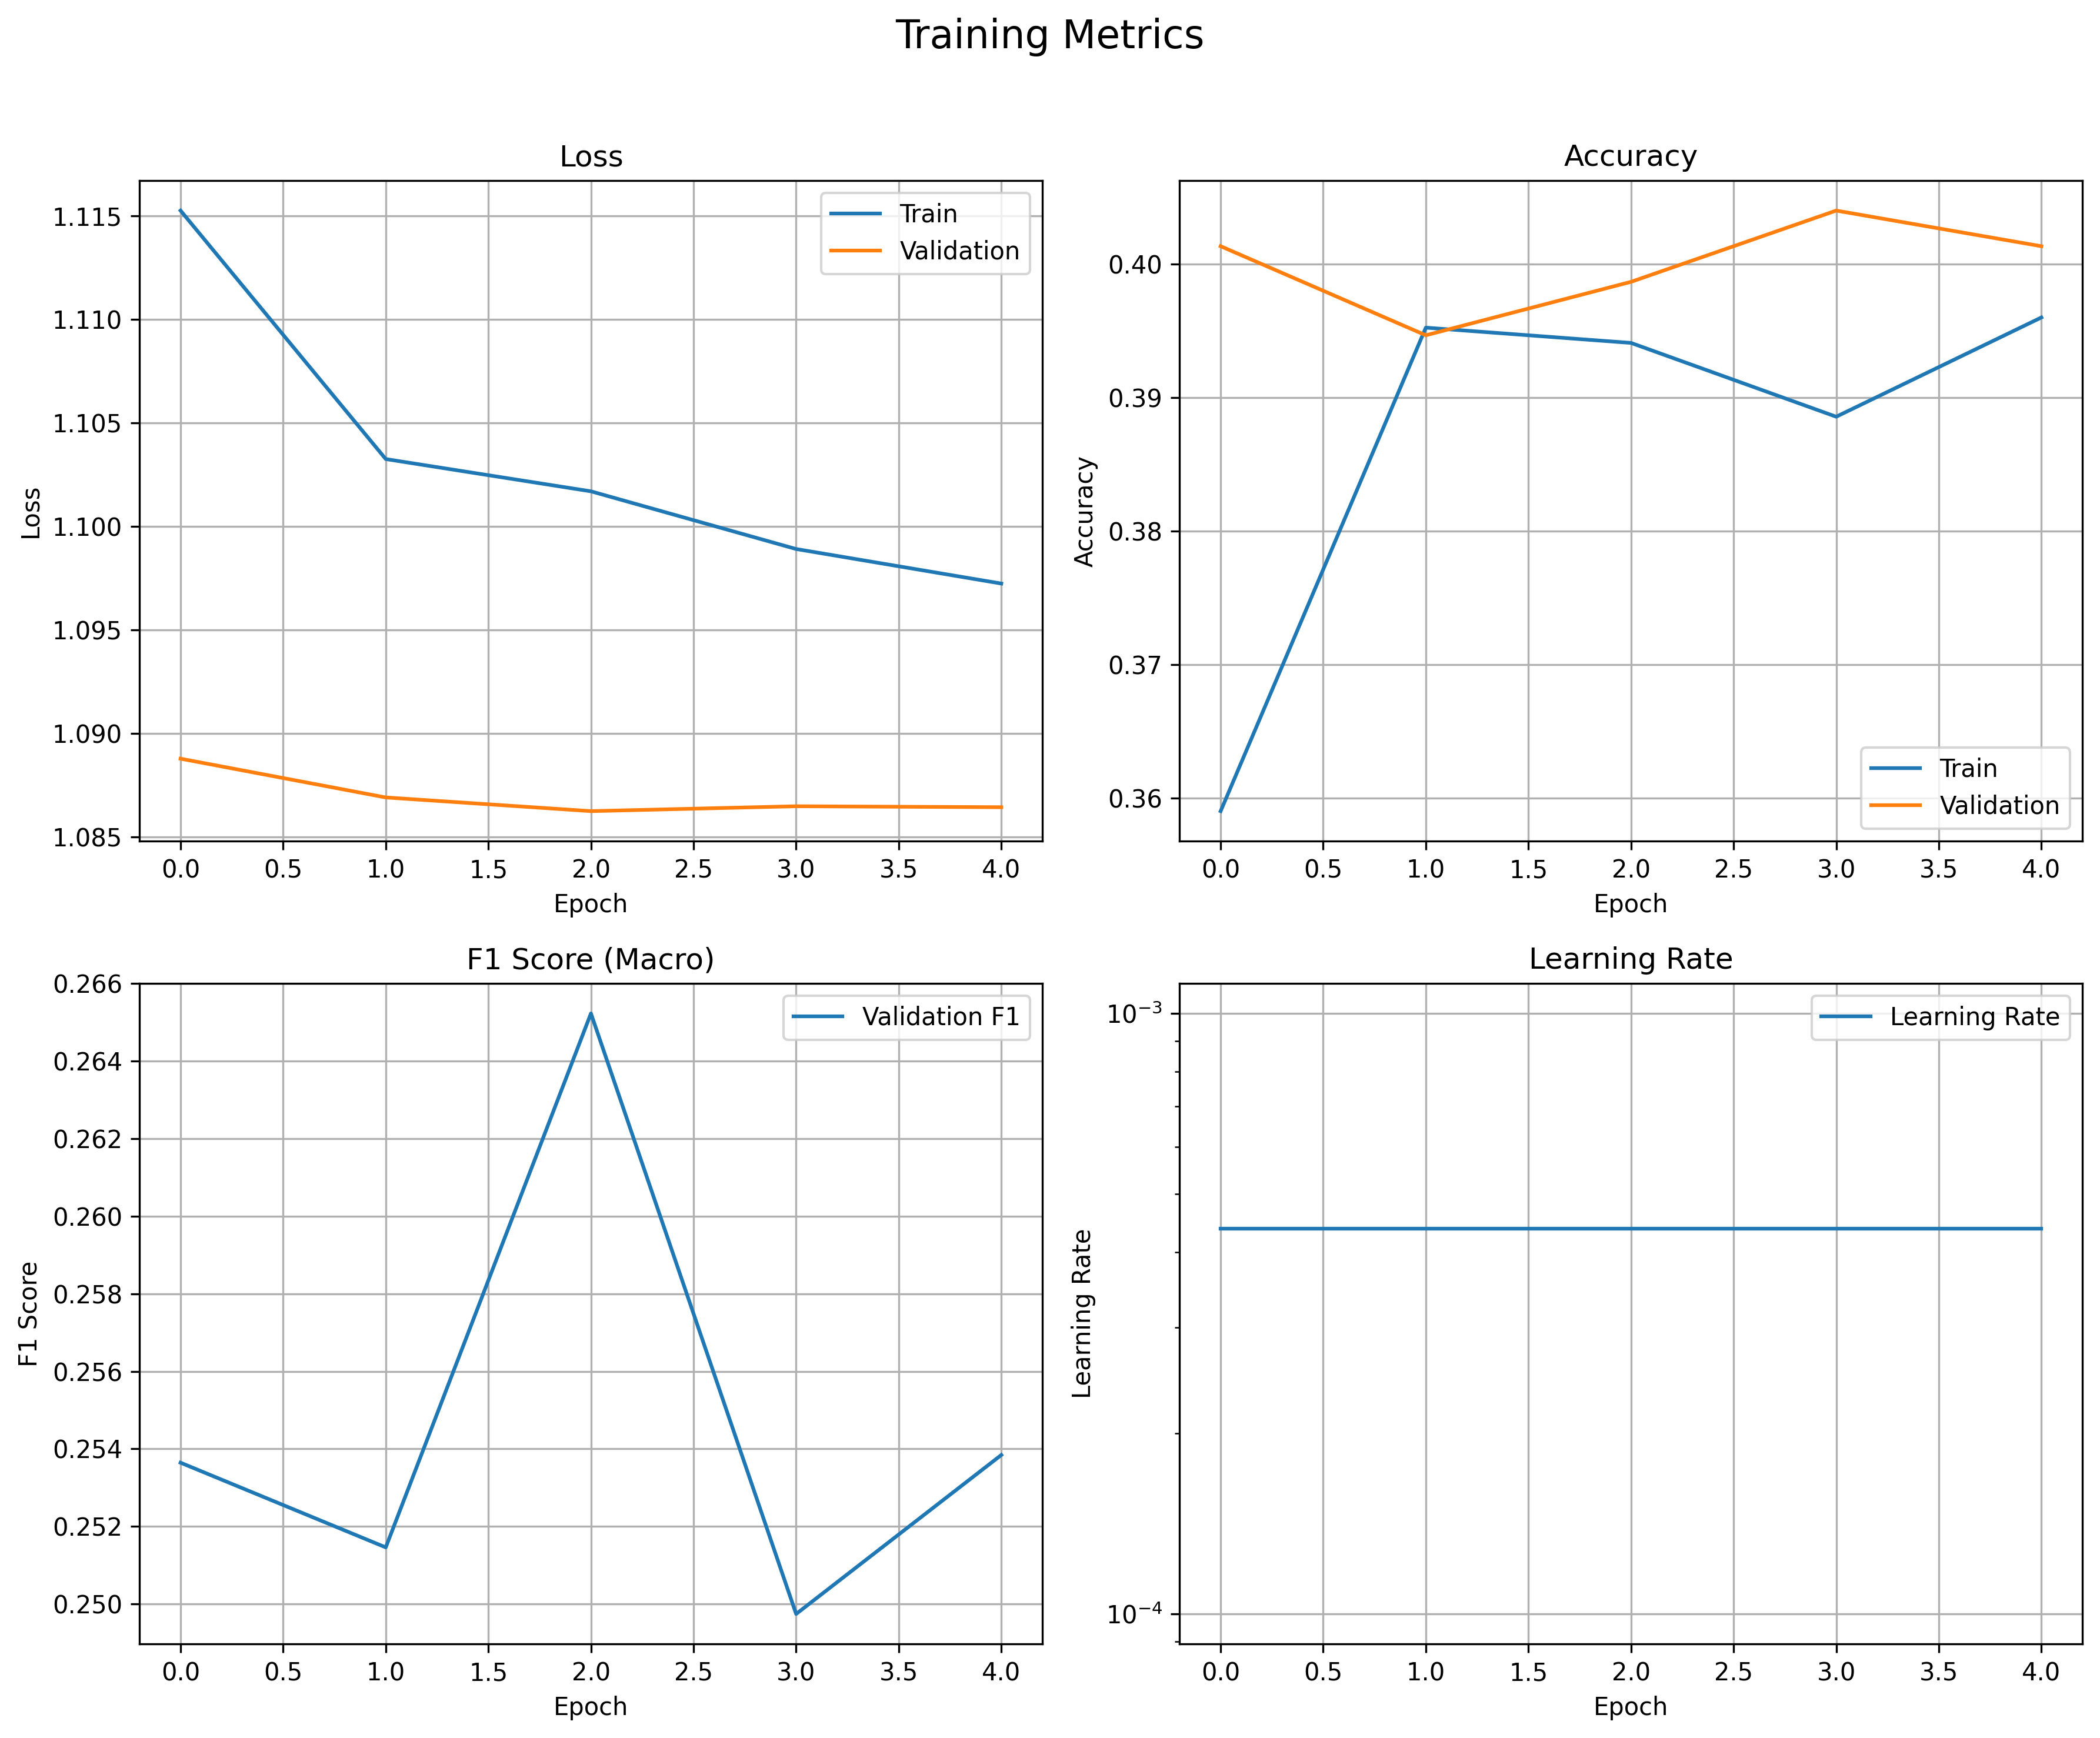 Training Metrics
Loss
1.115
1.110
1.105
1.100
1.095
1.090
1.085
Loss
Train
Validation
0.0 0.5 1.0 1.5 2.0 2.5 3.0 3.5 4.0
Epoch
Accuracy
0.40
0.39
0.38
0.37
0.36
Accuracy
Train
Validation
0.0 0.5 1.0 1.5 2.0 2.5 3.0 3.5 4.0
Epoch
F1 Score (Macro)
0.266
0.264
0.262
0.260
0.258
0.256
0.254
0.252
0.250
F1 Score
Validation F1
0.0 0.5 1.0 1.5 2.0 2.5 3.0 3.5 4.0
Epoch
Learning Rate
10⁻³
10⁻⁴
Learning Rate
Learning Rate
0.0 0.5 1.0 1.5 2.0 2.5 3.0 3.5 4.0
Epoch